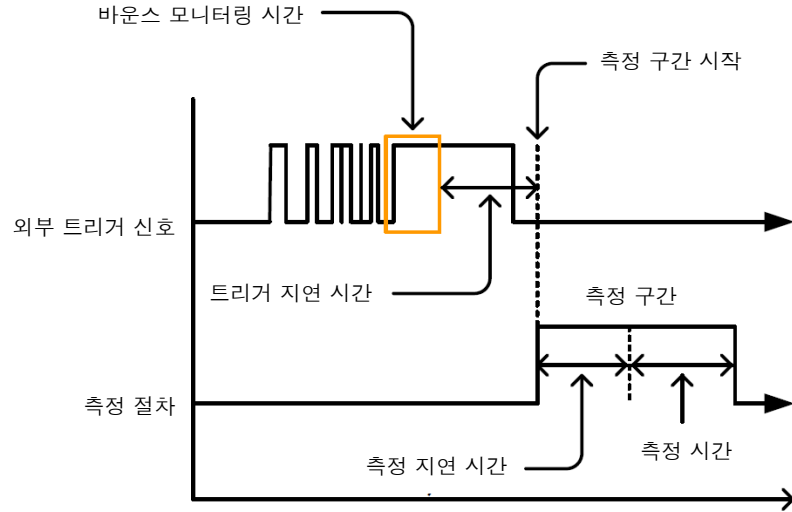 바운스 모니터링 시간
측정 구간 시작
외부 트리거 신호
트리거 지연 시간
측정 구간
측정 절차
측정 지연 시간
측정 시간